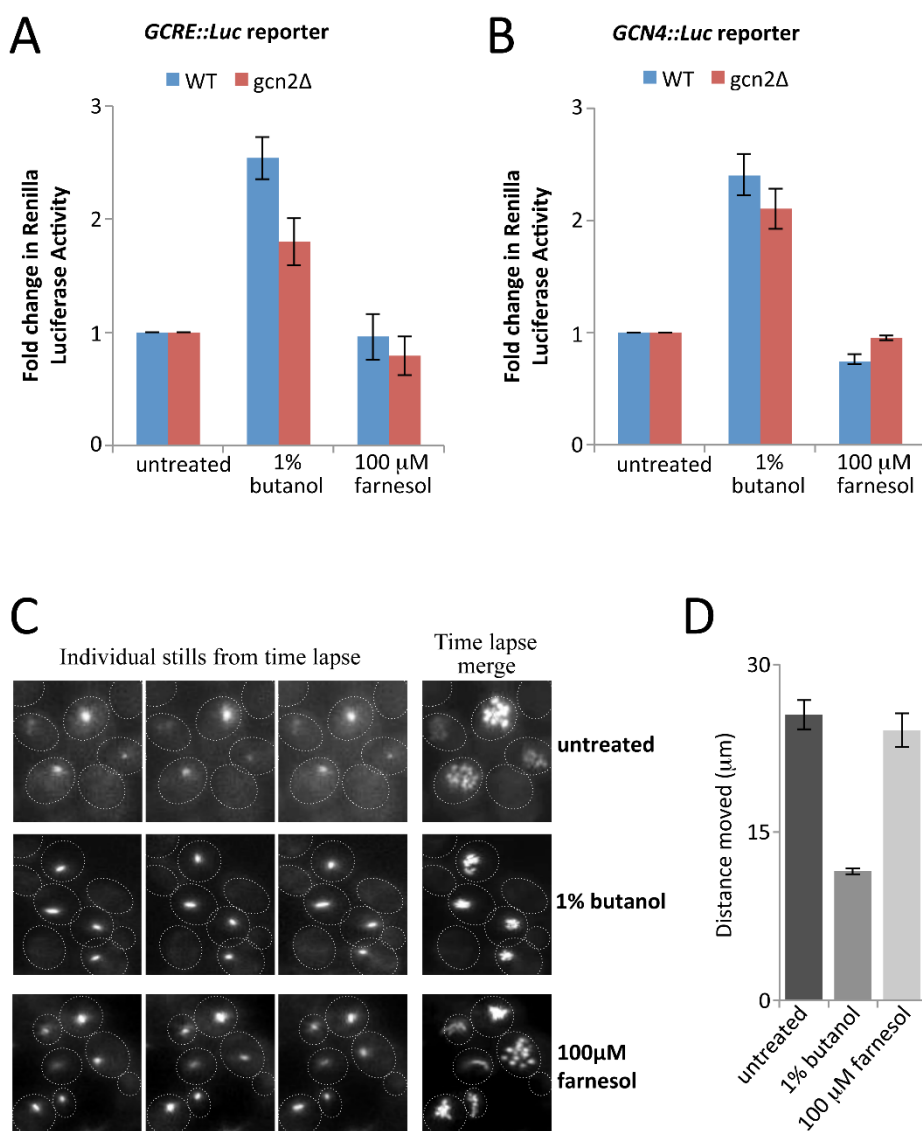 A
GCRE::Luc reporter
WT
gcn2Δ
Fold change in Renilla
Luciferase Activity
3
2
1
0
untreated
1%
butanol
100 µM
farnesol
B
GCN4::Luc reporter
WT
gcn2Δ
Fold change in Renilla
Luciferase Activity
3
2
1
0
untreated
1%
butanol
100 µM
farnesol
C
Individual stills from time lapse
Time lapse
merge
untreated
1% butanol
100µM
farnesol
D
Distance moved (µm)
30
15
0
untreated
1% butanol
100 µM farnesol